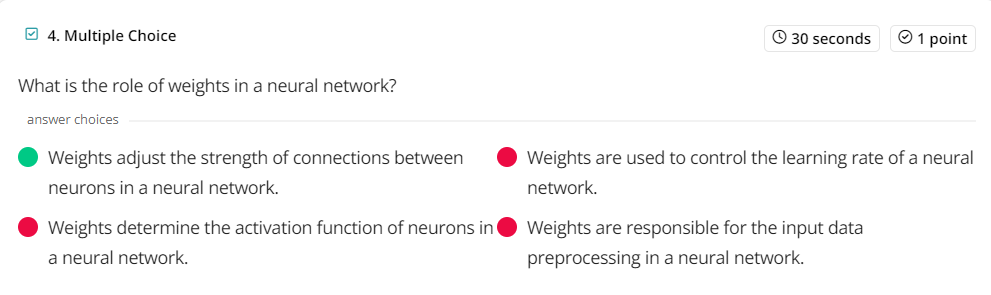 4. Multiple Choice
30 seconds
1 point
What is the role of weights in a neural network?
answer choices
Weights adjust the strength of connections between
neurons in a neural network.
Weights are used to control the learning rate of a neural
network.
Weights determine the activation function of neurons in
a neural network.
Weights are responsible for the input data
preprocessing in a neural network.